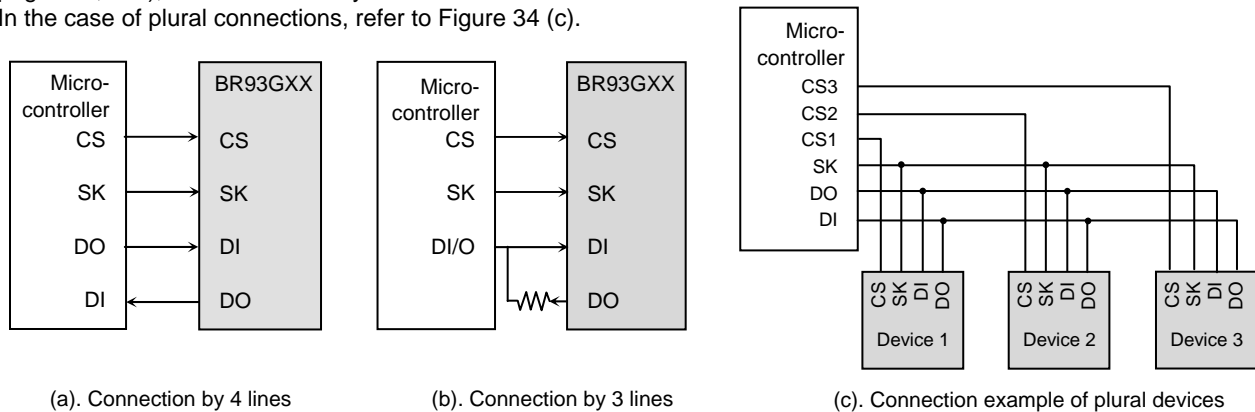 In the case of plural connections, refer to Figure 34 (c).
Micro-
controller
CS
SK
DO
DI
BR93GXX
CS
SK
DI
DO
(a). Connection by 4 lines
Micro-
controller
CS
SK
DI/O
BR93GXX
CS
SK
DI
DO
(b). Connection by 3 lines
Micro-
controller
CS3
CS2
CS1
SK
DO
DI
CS
SK
DI
DO
Device 1
CS
SK
DI
DO
Device 2
CS
SK
DI
DO
Device 3
(c). Connection example of plural devices